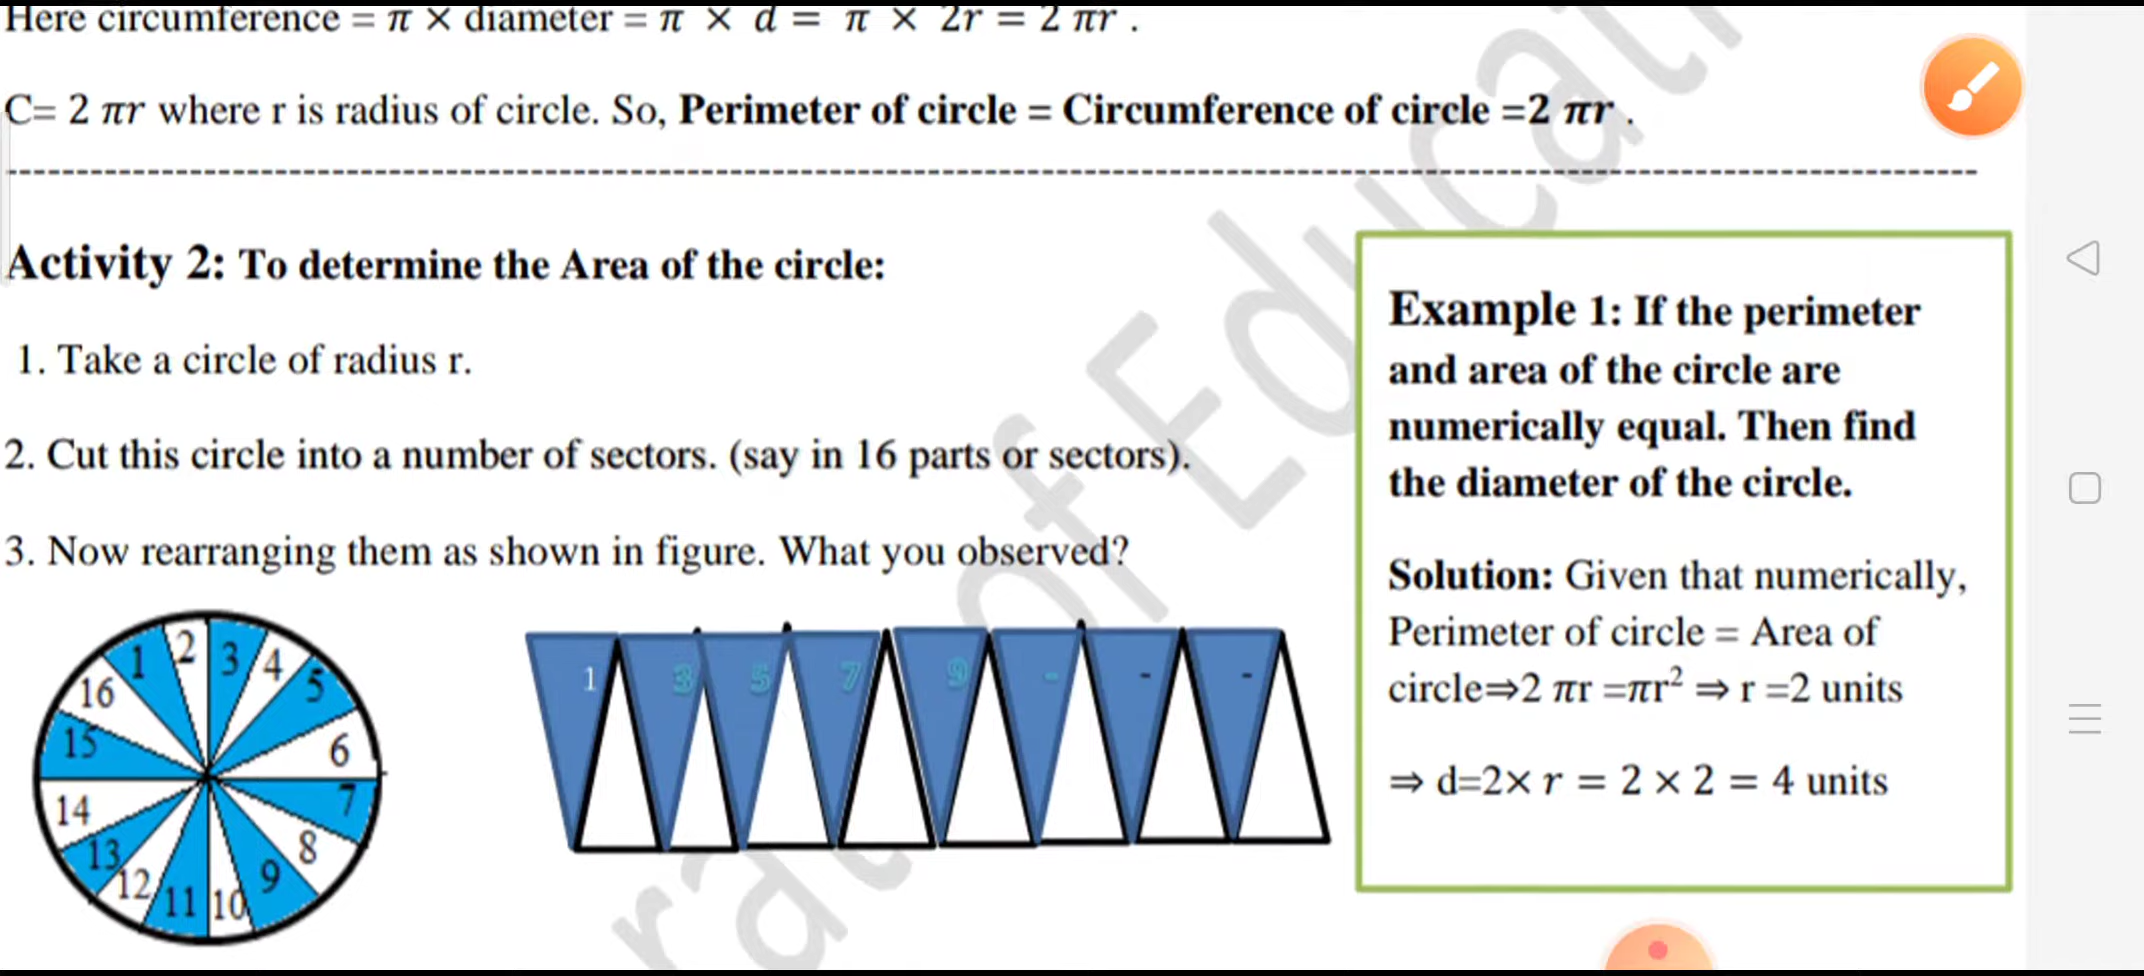 Here circumference = π × diameter = π × d = π × 2r = 2 πr .
C= 2 πr where r is radius of circle. So, Perimeter of circle = Circumference of circle =2 πr .
Activity 2: To determine the Area of the circle:
1. Take a circle of radius r.
2. Cut this circle into a number of sectors. (say in 16 parts or sectors).
3. Now rearranging them as shown in figure. What you observed?
1 2 3 4 5 6 7 8 9 10 11 12 13 14 15 16
1 3 5 7 9 - - -
Example 1: If the perimeter
and area of the circle are
numerically equal. Then find
the diameter of the circle.
Solution: Given that numerically,
Perimeter of circle = Area of
circle⇒2 πr =πr² ⇒ r =2 units
⇒ d=2× r = 2 × 2 = 4 units
of